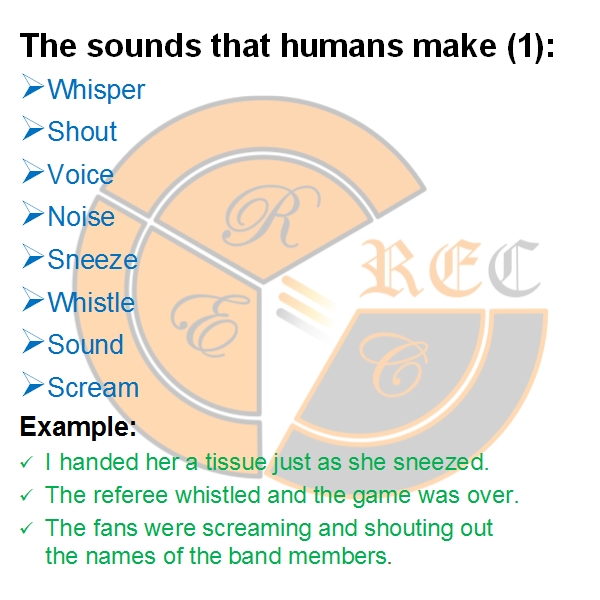 The sounds that humans make (1):
Whisper
Shout
Voice
Noise
Sneeze
Whistle
Sound
Scream
Example:
I handed her a tissue just as she sneezed.
The referee whistled and the game was over.
The fans were screaming and shouting out
the names of the band members.
R
E
C
REC